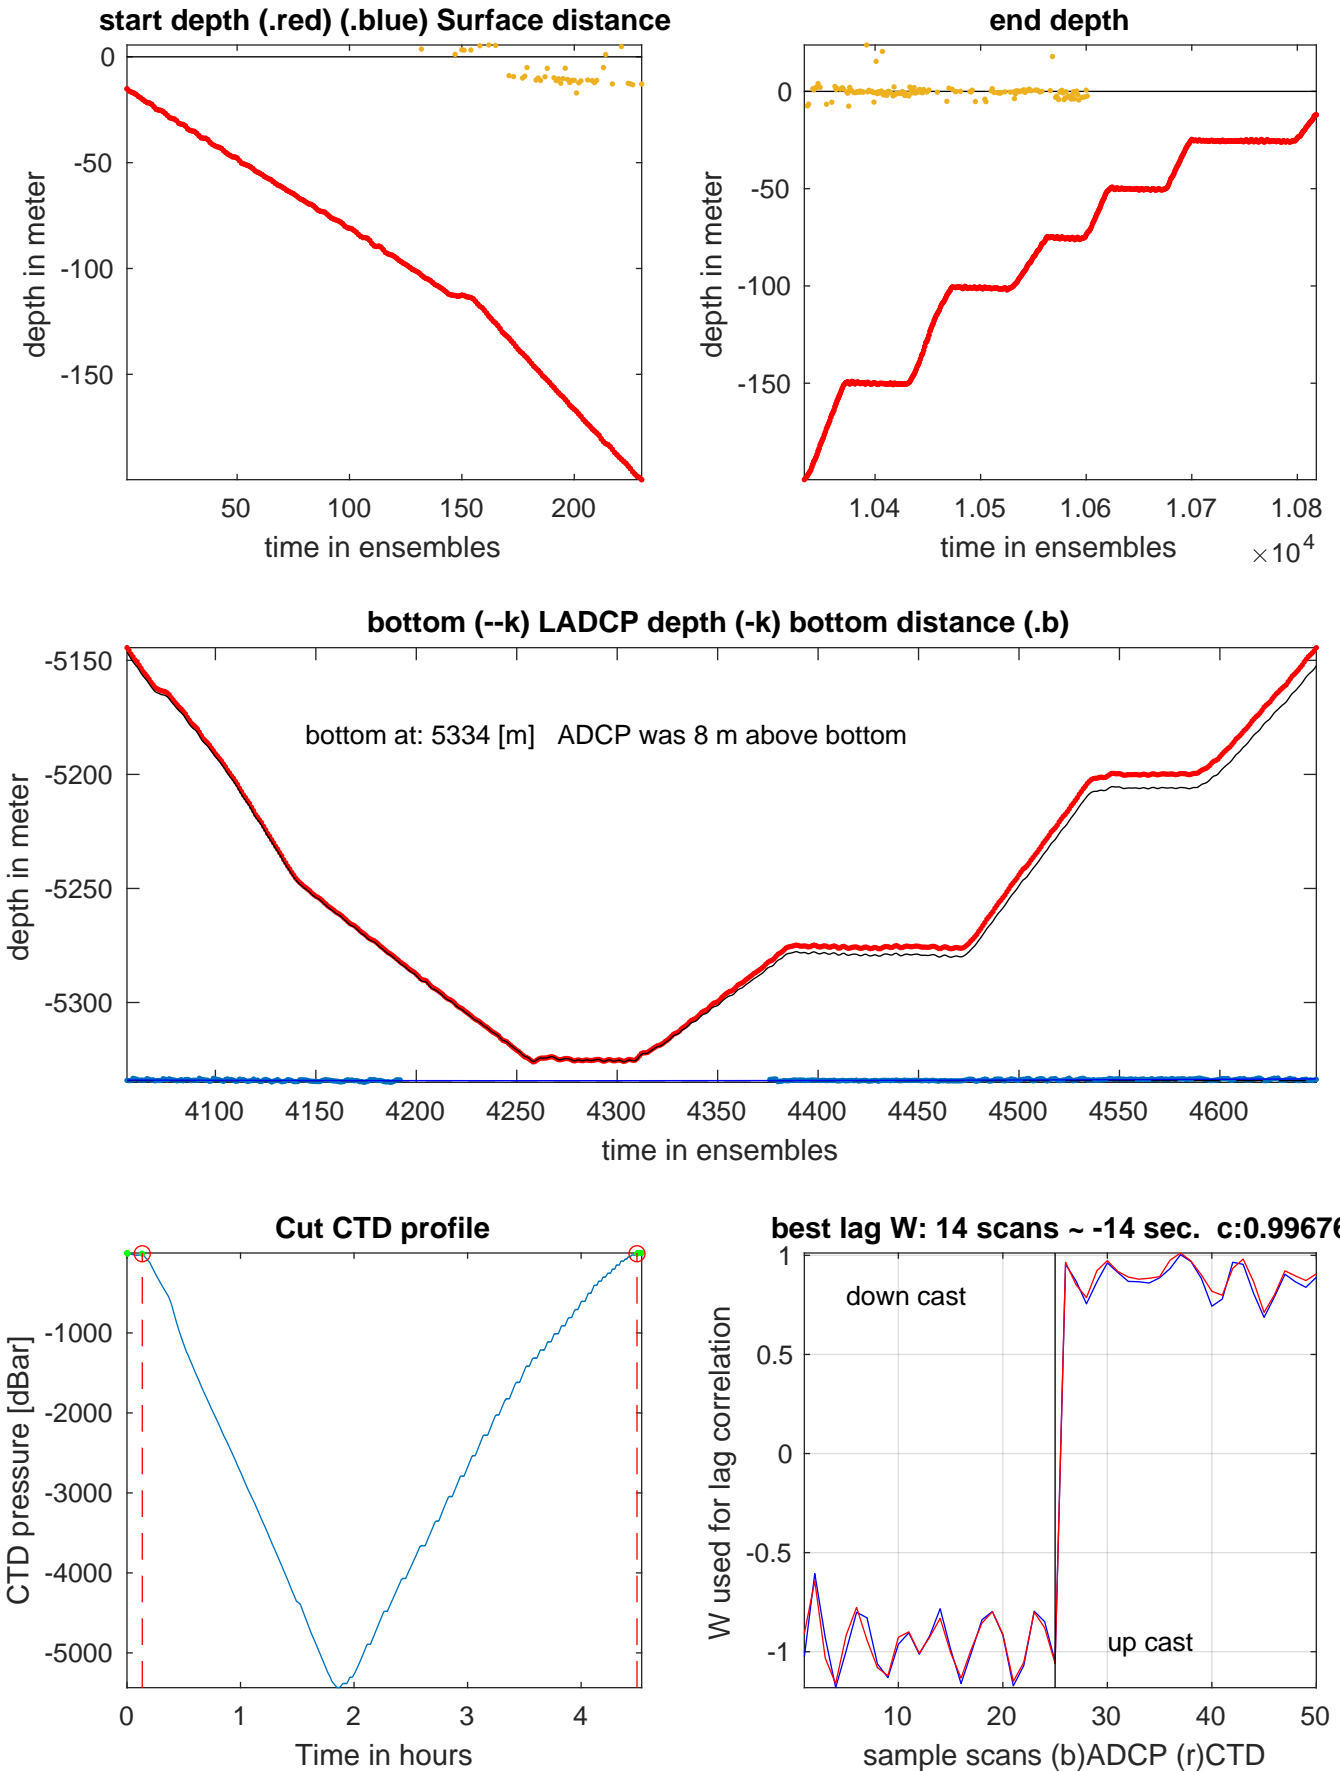 start depth (.red) (.blue) Surface distance
0
-50
-100
-150
depth in meter
50
100
150
200
time in ensembles
end depth
0
-50
-100
-150
depth in meter
1.04
1.05
1.06
1.07
1.08
×10^4
time in ensembles
bottom (--k) LADCP depth (-k) bottom distance (.b)
-5150
-5200
-5250
-5300
depth in meter
bottom at: 5334 [m]   ADCP was 8 m above bottom
4100
4150
4200
4250
4300
4350
4400
4450
4500
4550
4600
time in ensembles
Cut CTD profile
-1000
-2000
-3000
-4000
-5000
CTD pressure [dBar]
0
1
2
3
4
Time in hours
best lag W: 14 scans ~ -14 sec.  c:0.99676
1
0.5
0
-0.5
-1
W used for lag correlation
down cast
up cast
10
20
30
40
50
sample scans (b)ADCP (r)CTD